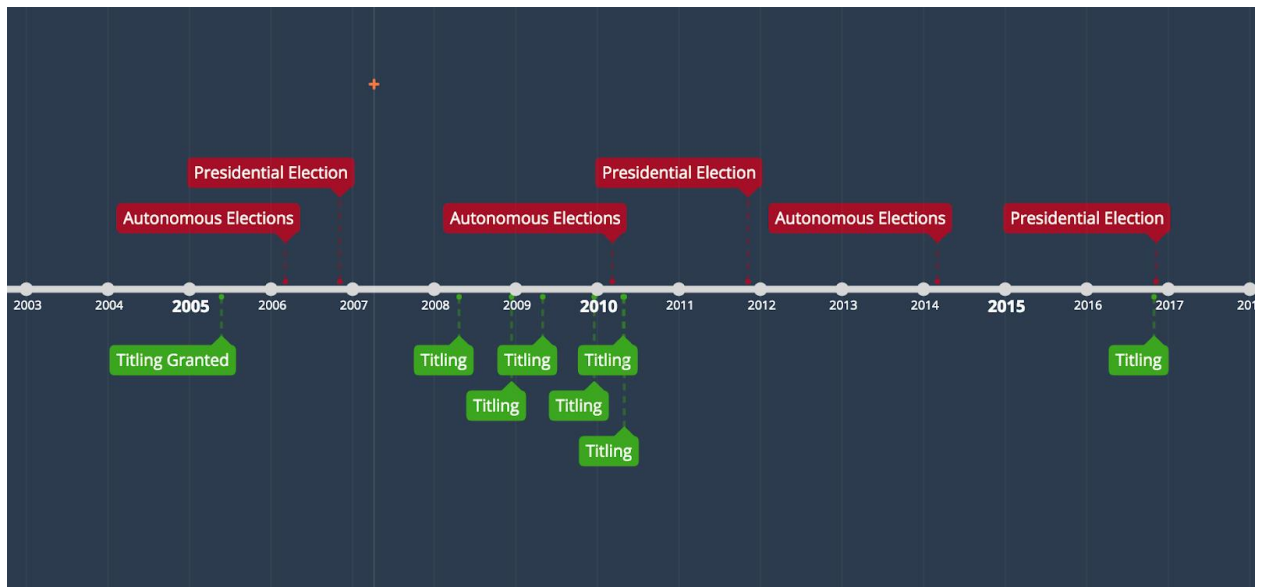 Presidential Election
Presidential Election
Autonomous Elections
Autonomous Elections
Autonomous Elections
Presidential Election
2003
2004
2005
2006
2007
2008
2009
2010
2011
2012
2013
2014
2015
2016
2017
201
Titling Granted
Titling
Titling
Titling
Titling
Titling
Titling
Titling